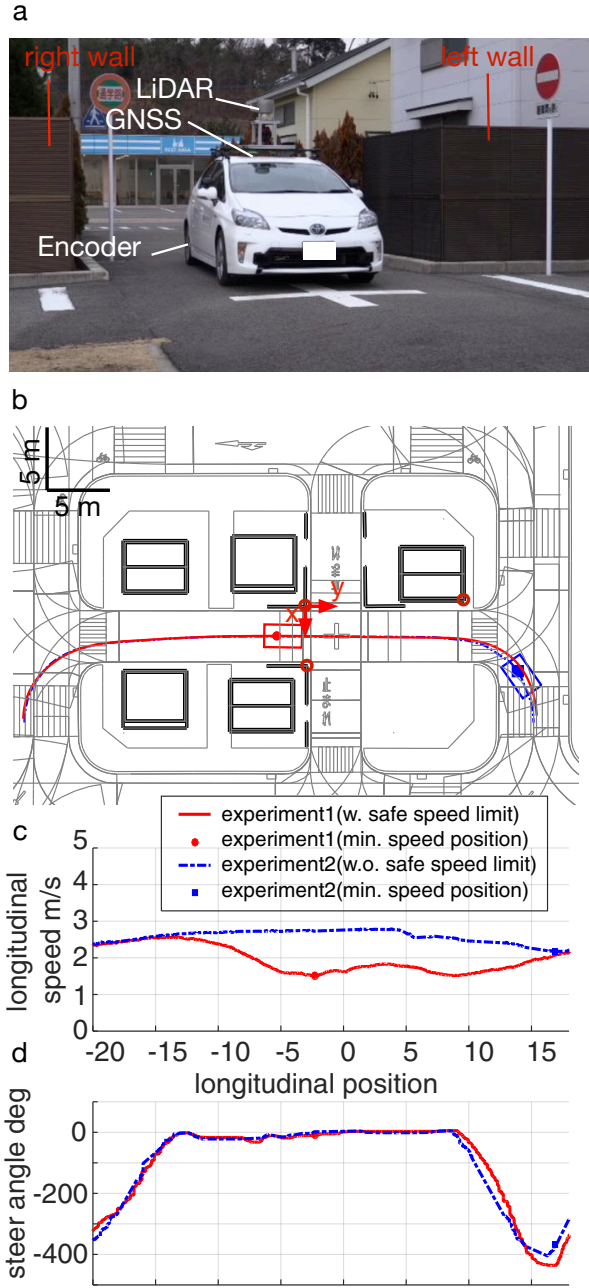 a
right wall
left wall
LiDAR
GNSS
Encoder
b
5 m
5 m
x
y
experiment1(w. safe speed limit)
experiment1(min. speed position)
experiment2(w.o. safe speed limit)
experiment2(min. speed position)
c
longitudinal
speed m/s
5
4
3
2
1
0
-20 -15 -10 -5 0 5 10 15
longitudinal position
d
steer angle deg
0
-200
-400